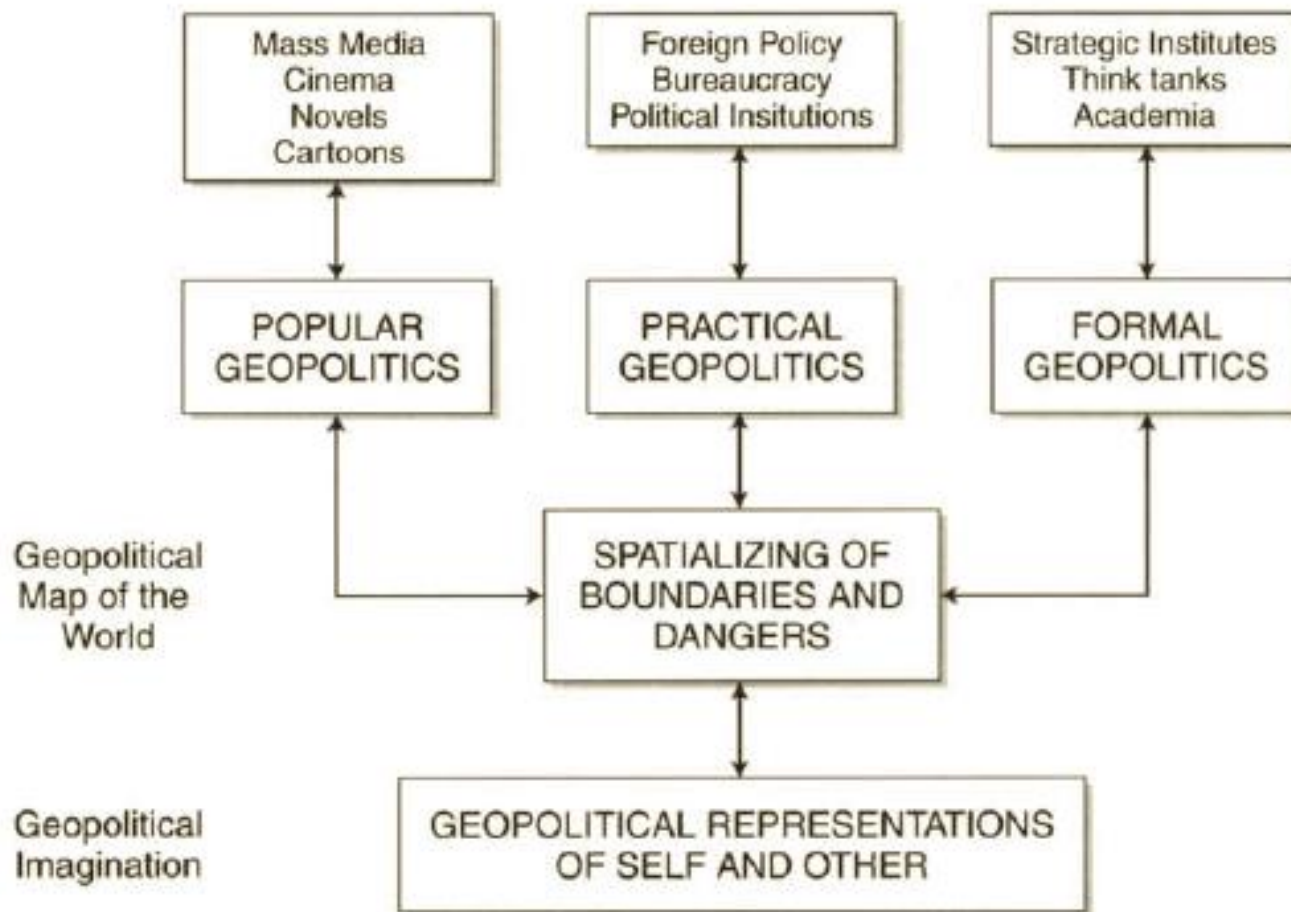 Mass Media
Cinema
Novels
Cartoons
Foreign Policy
Bureaucracy
Political Insitutions
Strategic Institutes
Think tanks
Academia
POPULAR
GEOPOLITICS
PRACTICAL
GEOPOLITICS
FORMAL
GEOPOLITICS
Geopolitical
Map of the
World
SPATIALIZING OF
BOUNDARIES AND
DANGERS
Geopolitical
Imagination
GEOPOLITICAL REPRESENTATIONS
OF SELF AND OTHER